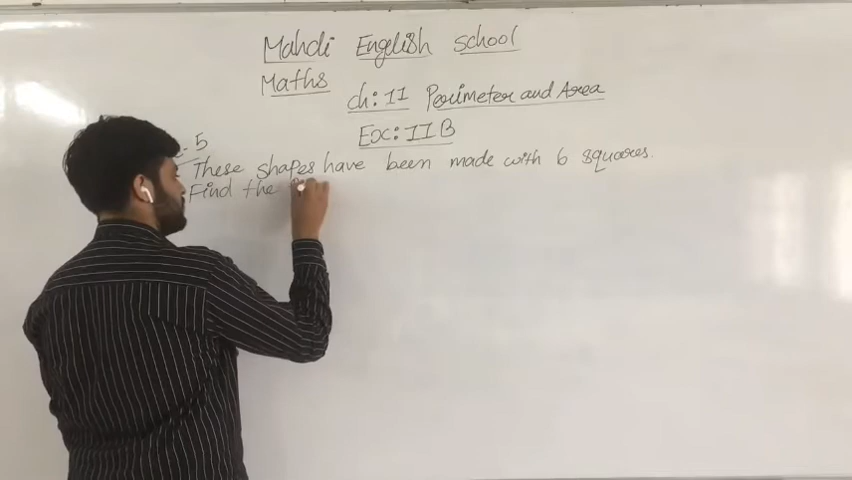 Mahdi English School
Maths
Ch: 11 Perimeter and Area
Ex: 11 B
5
These shapes have been made with 6 squares.
Find the